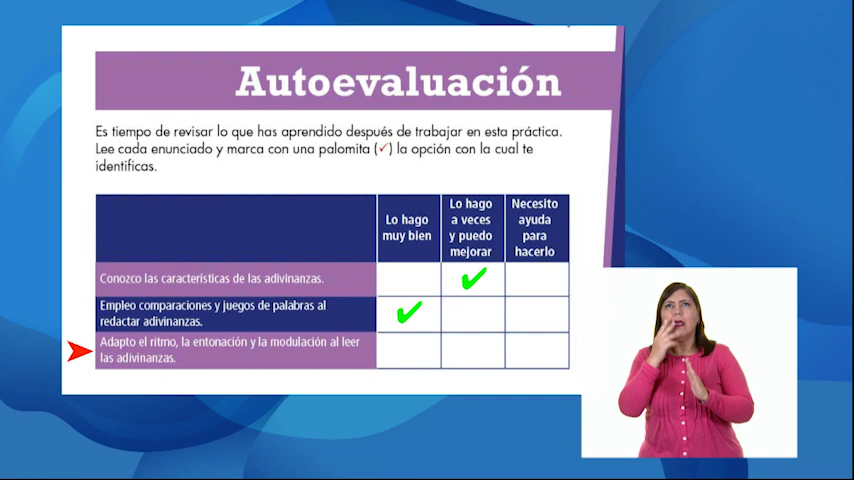 Autoevaluación
Es tiempo de revisar lo que has aprendido después de trabajar en esta práctica.
Lee cada enunciado y marca con una palomita (✓) la opción con la cual te
identificas.
Lo hago
muy bien
Lo hago
a veces
y puedo
mejorar
Necesito
ayuda
para
hacerlo
Conozco las características de las adivinanzas.
Empleo comparaciones y juegos de palabras al
redactar adivinanzas.
Adapto el ritmo, la entonación y la modulación al leer
las adivinanzas.